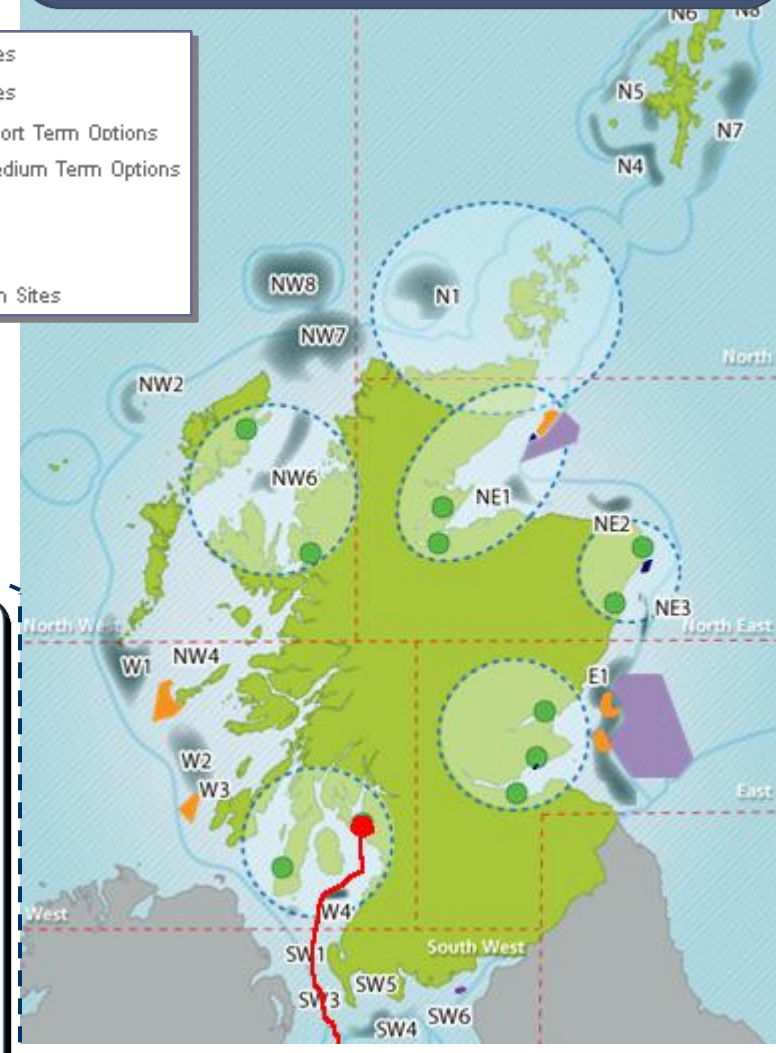 N6 N8
es
es
ort Term Options
edium Term Options
n Sites
N5
N7
N4
NW8
N1
NW7
North
NW2
NW6
NE1
NE2
NE3
North West
North East
W1
NW4
E1
W2
W3
East
W4
West
SW1
South West
SW5
SW3
SW6
SW4